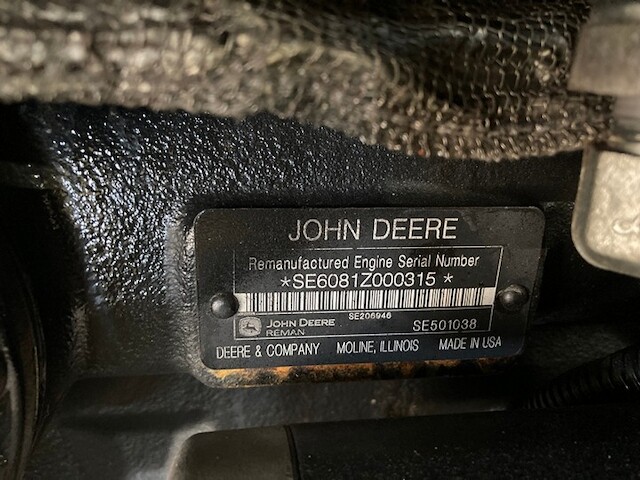 JOHN DEERE
Remanufactured Engine Serial Number
*SE6081Z000315*
SE206946
JOHN DEERE
REMAN
SE501038
DEERE & COMPANY MOLINE, ILLINOIS MADE IN USA